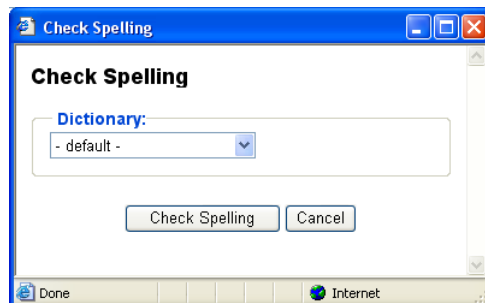 Check Spelling
Check Spelling
Dictionary:
- default -
Check Spelling Cancel
Done Internet